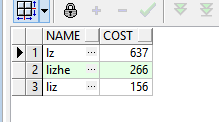 NAME COST
1 lz ... 637
2 lizhe ... 266
3 liz ... 156